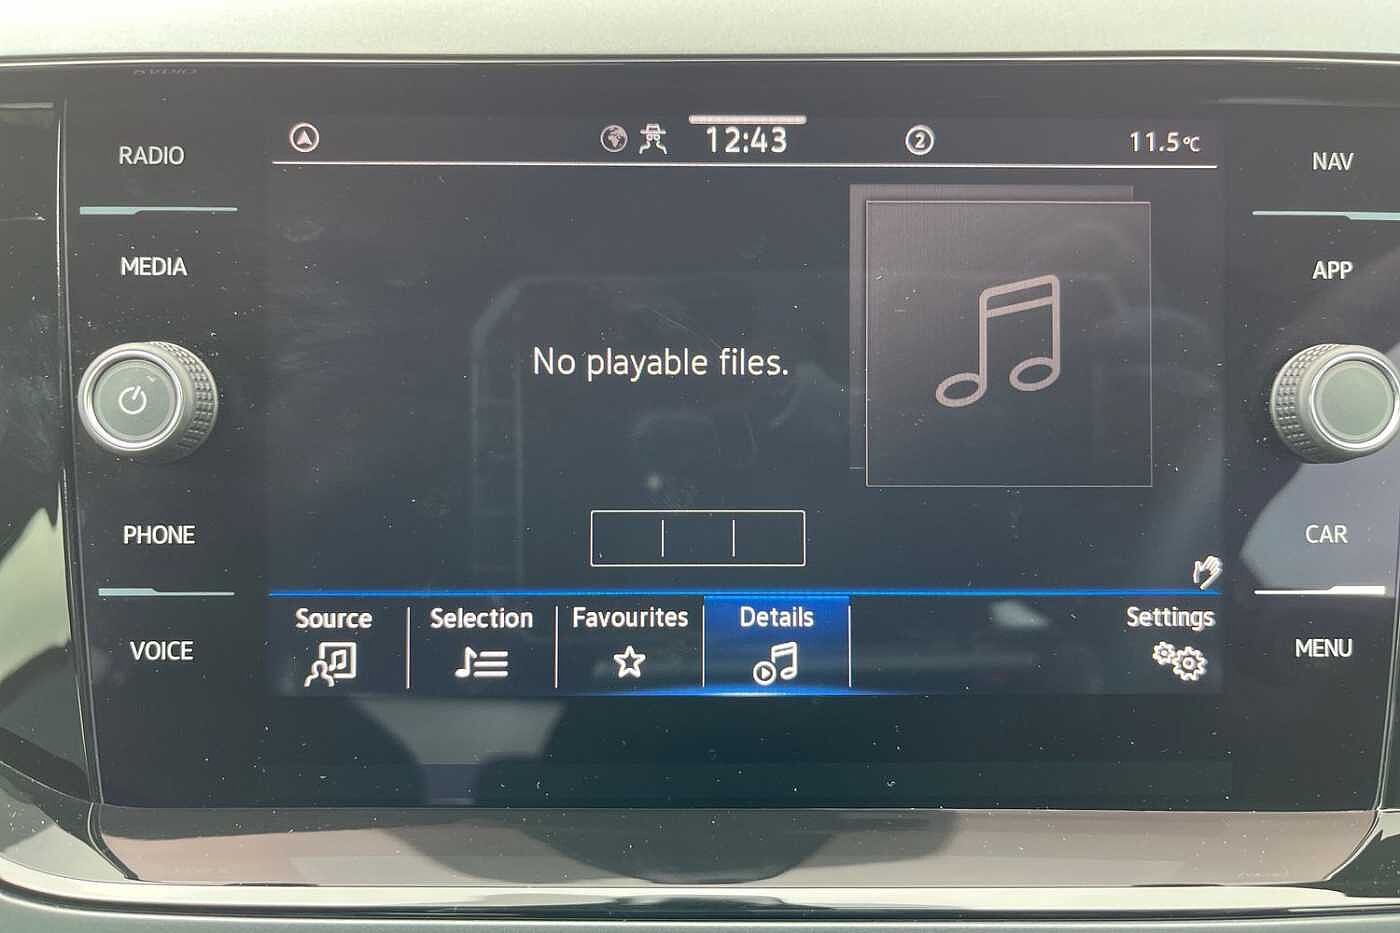 RADIO
MEDIA
PHONE
VOICE
12:43
2
11.5°C
No playable files.
Source
Selection
Favourites
Details
Settings
NAV
APP
CAR
MENU